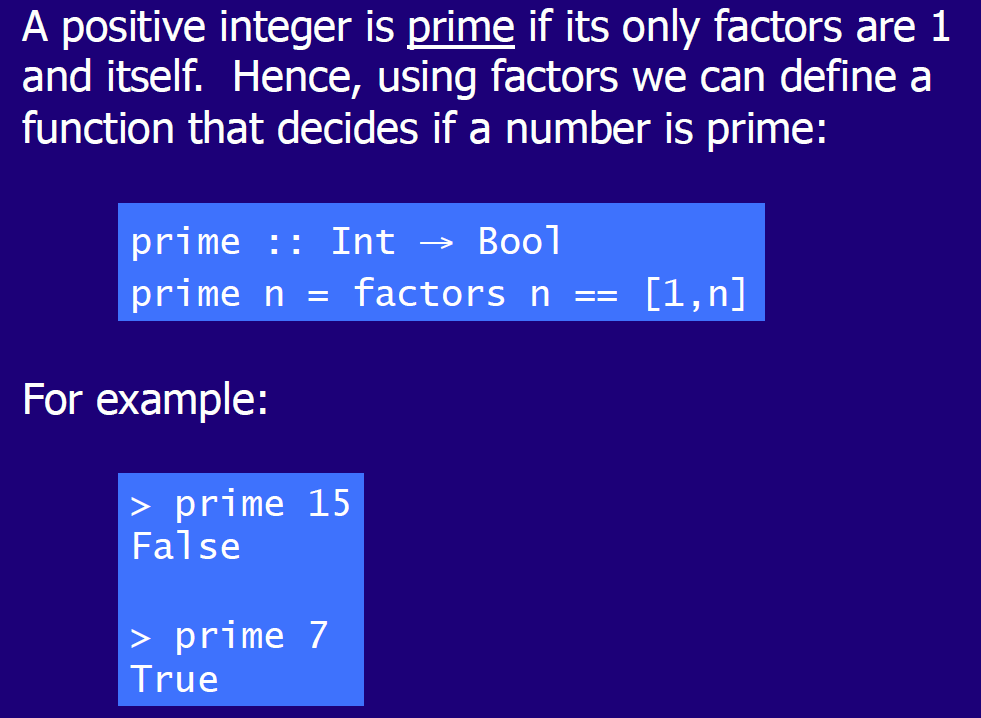 A positive integer is prime if its only factors are 1
and itself.  Hence, using factors we can define a
function that decides if a number is prime:
prime :: Int → Bool
prime n = factors n == [1,n]
For example:
> prime 15
False
> prime 7
True